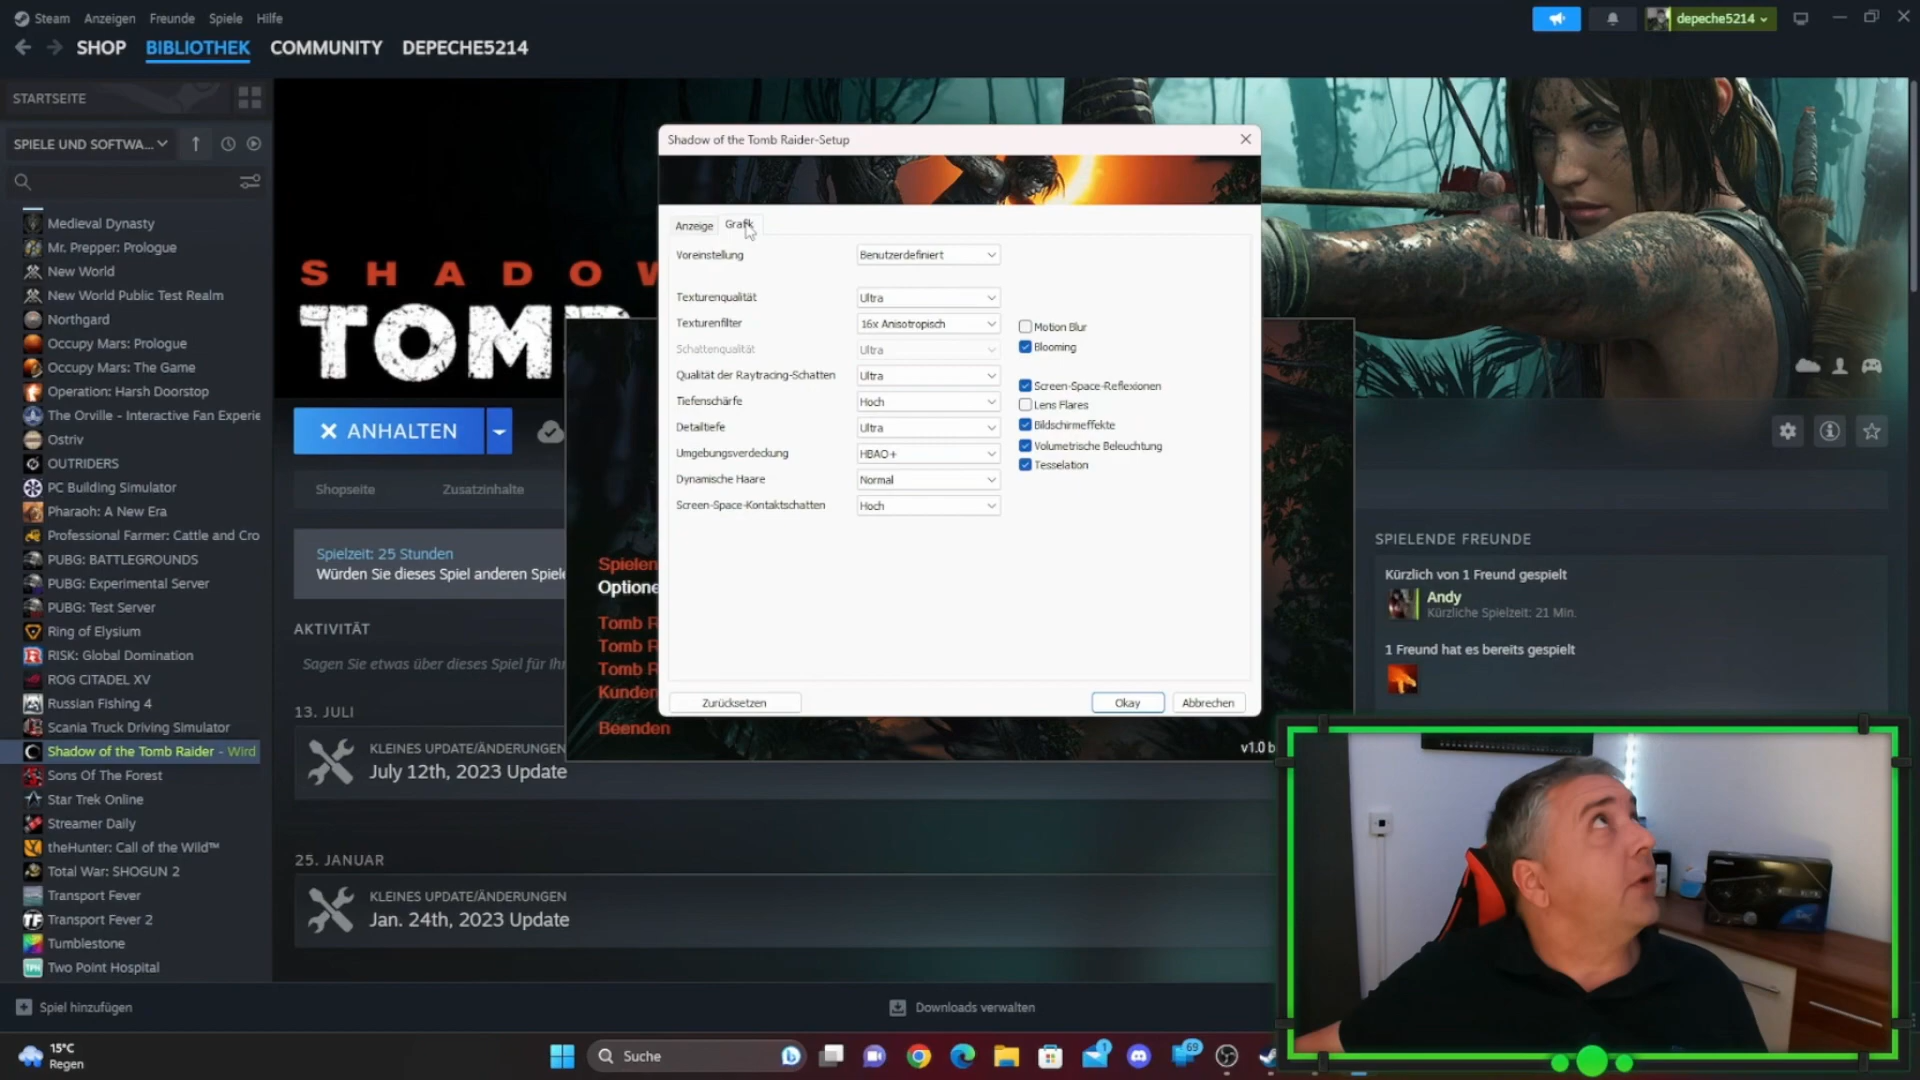 Steam Anzeigen Freunde Spiele Hilfe
depeche5214
SHOP BIBLIOTHEK COMMUNITY DEPECHE5214
STARTSEITE
SPIELE UND SOFTWA...
Medieval Dynasty
Mr. Prepper: Prologue
New World
New World Public Test Realm
Northgard
Occupy Mars: Prologue
Occupy Mars: The Game
Operation: Harsh Doorstop
The Orville - Interactive Fan Experie
Ostriv
OUTRIDERS
PC Building Simulator
Pharaoh: A New Era
Professional Farmer: Cattle and Cro
PUBG: BATTLEGROUNDS
PUBG: Experimental Server
PUBG: Test Server
Ring of Elysium
RISK: Global Domination
ROG CITADEL XV
Russian Fishing 4
Scania Truck Driving Simulator
Shadow of the Tomb Raider - Wird
Sons Of The Forest
Star Trek Online
Streamer Daily
theHunter: Call of the Wild™
Total War: SHOGUN 2
Transport Fever
Transport Fever 2
Tumblestone
Two Point Hospital
Spiel hinzufügen
SHADOW
TOMB
ANHALTEN
Shopseite Zusatzinhalte
Spielzeit: 25 Stunden
Würden Sie dieses Spiel anderen Spiele
AKTIVITÄT
Sagen Sie etwas über dieses Spiel für Ihr
13. JULI
KLEINES UPDATE/ÄNDERUNGEN
July 12th, 2023 Update
25. JANUAR
KLEINES UPDATE/ÄNDERUNGEN
Jan. 24th, 2023 Update
Spielen
Optione
Tomb R
Tomb R
Tomb R
Kunden
Beenden
v1.0 b
Shadow of the Tomb Raider-Setup
Anzeige Grafik
Voreinstellung Benutzerdefiniert
Texturenqualität Ultra
Texturenfilter 16x Anisotropisch
Schattenqualität Ultra
Qualität der Raytracing-Schatten Ultra
Tiefenschärfe Hoch
Detailtiefe Ultra
Umgebungsverdeckung HBAO+
Dynamische Haare Normal
Screen-Space-Kontaktschatten Hoch
Motion Blur
Blooming
Screen-Space-Reflexionen
Lens Flares
Bildschirmeffekte
Volumetrische Beleuchtung
Tesselation
Zurücksetzen Okay Abbrechen
SPIELENDE FREUNDE
Kürzlich von 1 Freund gespielt
Andy
Kürzliche Spielzeit: 21 Min.
1 Freund hat es bereits gespielt
Downloads verwalten
15°C
Regen
Suche
1
69